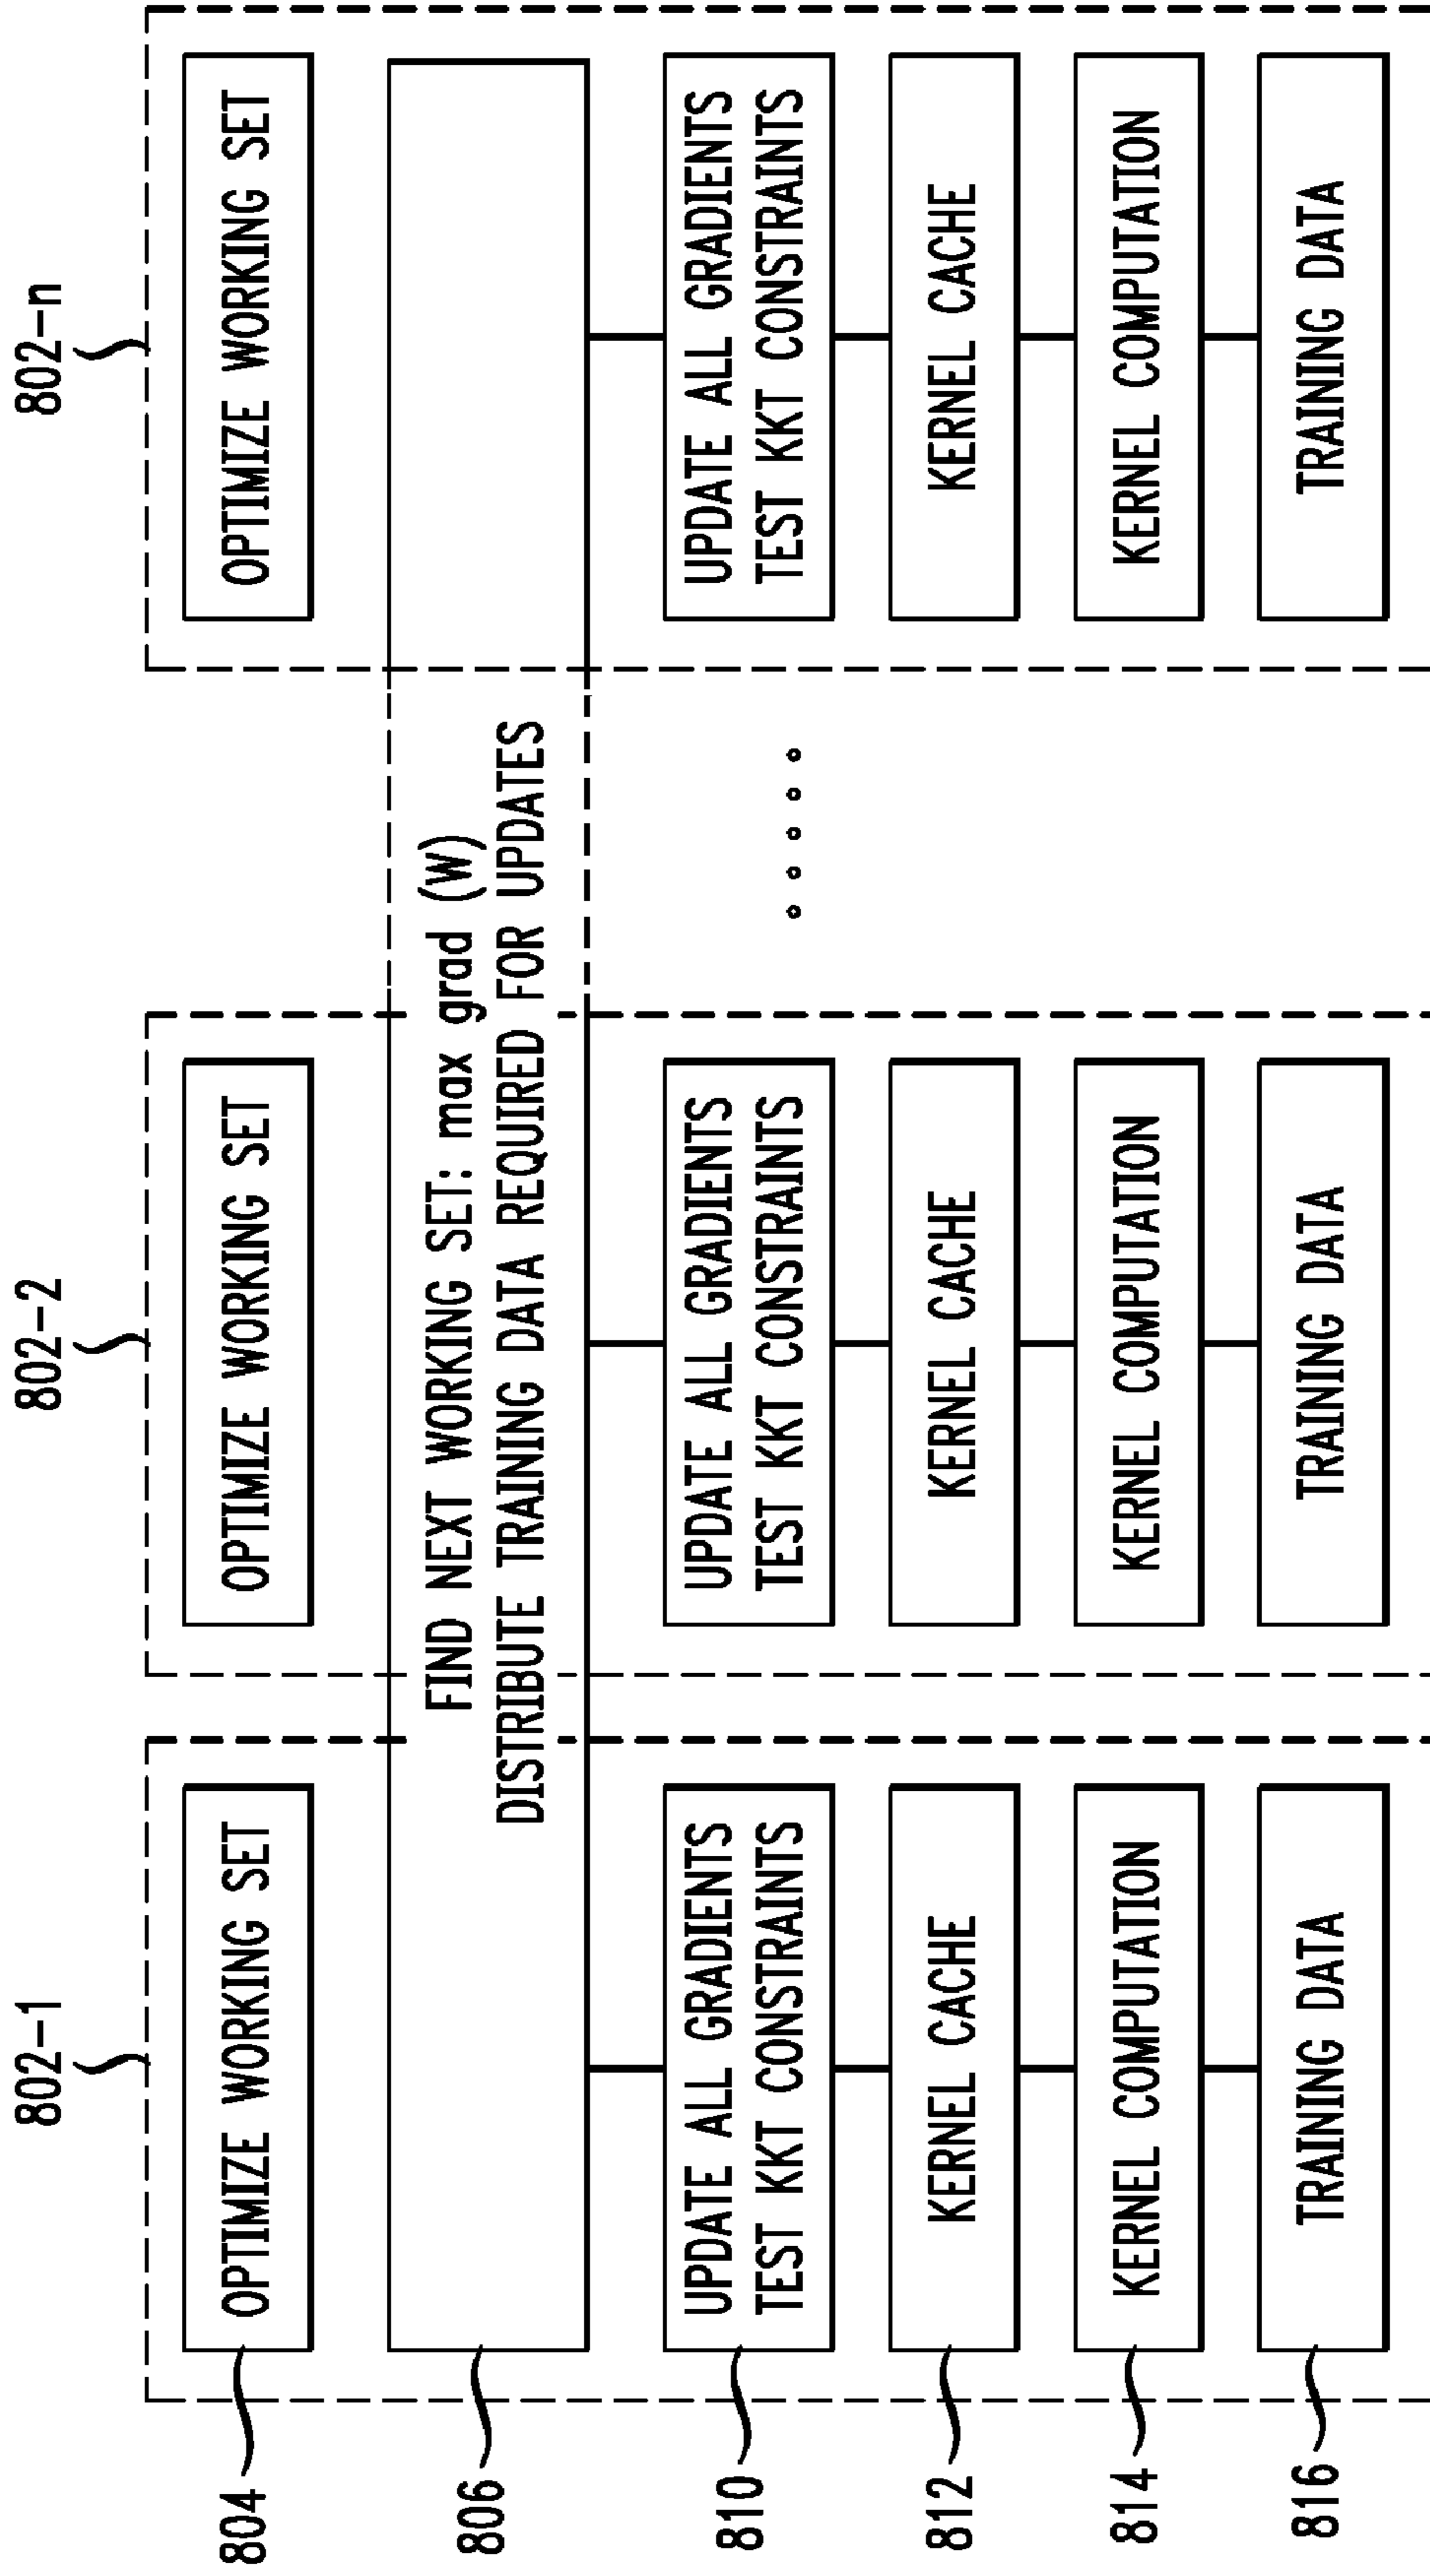 802-1
802-2
802-n
804
OPTIMIZE WORKING SET
OPTIMIZE WORKING SET
OPTIMIZE WORKING SET
806
FIND NEXT WORKING SET: max grad (W)
DISTRIBUTE TRAINING DATA REQUIRED FOR UPDATES
810
UPDATE ALL GRADIENTS
TEST KKT CONSTRAINTS
UPDATE ALL GRADIENTS
TEST KKT CONSTRAINTS
UPDATE ALL GRADIENTS
TEST KKT CONSTRAINTS
812
KERNEL CACHE
KERNEL CACHE
KERNEL CACHE
814
KERNEL COMPUTATION
KERNEL COMPUTATION
KERNEL COMPUTATION
816
TRAINING DATA
TRAINING DATA
TRAINING DATA